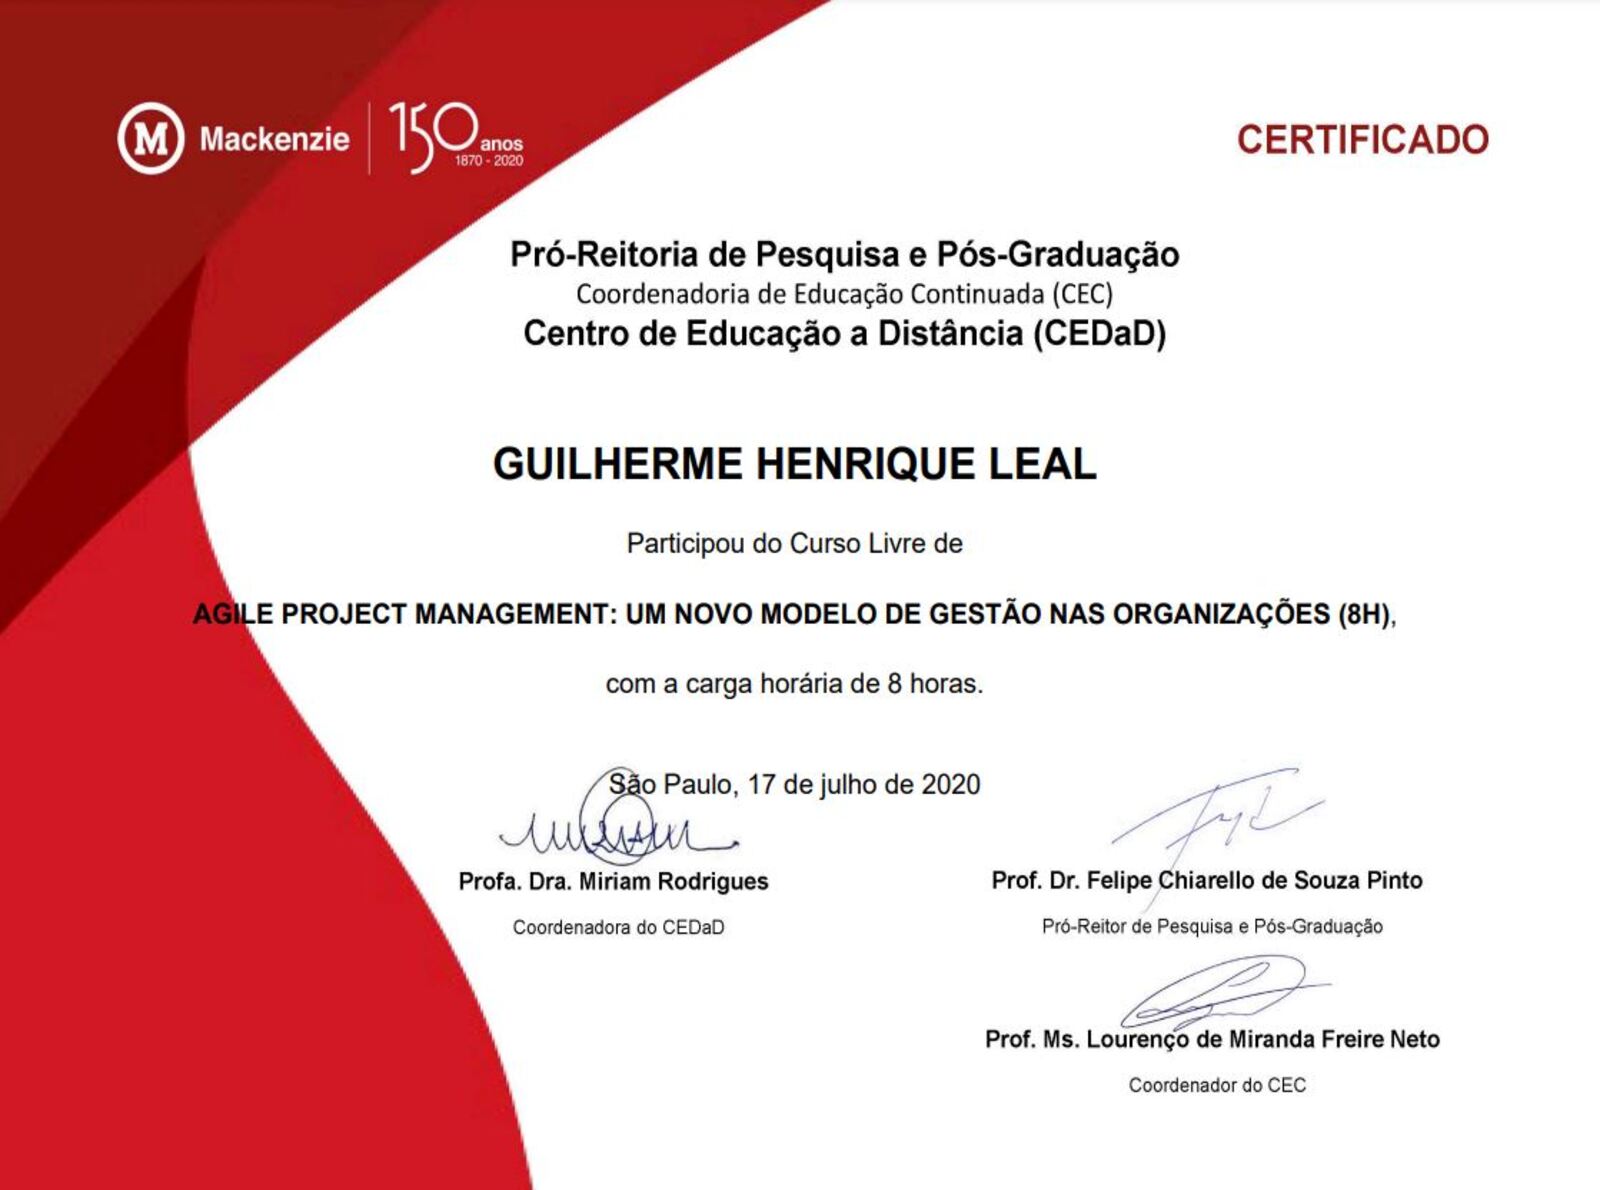 Mackenzie
150 anos
1870 - 2020
CERTIFICADO
Pró-Reitoria de Pesquisa e Pós-Graduação
Coordenadoria de Educação Continuada (CEC)
Centro de Educação a Distância (CEDaD)
GUILHERME HENRIQUE LEAL
Participou do Curso Livre de
AGILE PROJECT MANAGEMENT: UM NOVO MODELO DE GESTÃO NAS ORGANIZAÇÕES (8H),
com a carga horária de 8 horas.
São Paulo, 17 de julho de 2020
Profa. Dra. Miriam Rodrigues
Coordenadora do CEDaD
Prof. Dr. Felipe Chiarello de Souza Pinto
Pró-Reitor de Pesquisa e Pós-Graduação
Prof. Ms. Lourenço de Miranda Freire Neto
Coordenador do CEC